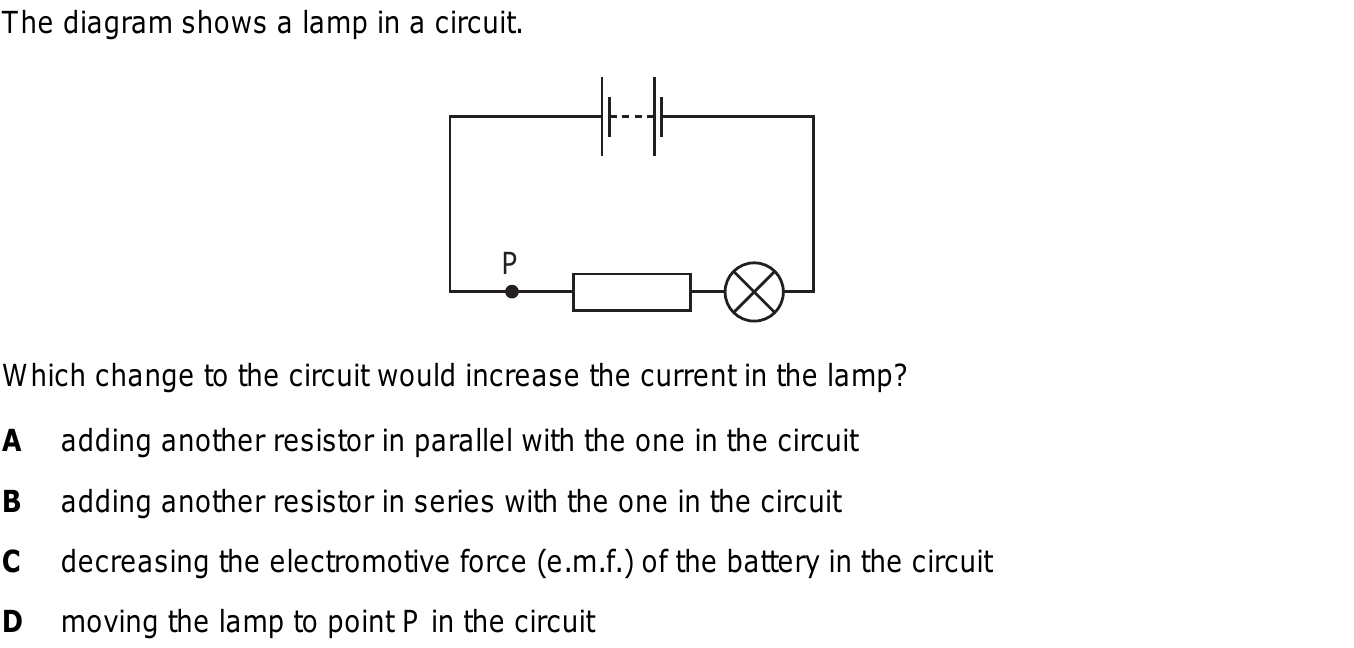 The diagram shows a lamp in a circuit.
P
Which change to the circuit would increase the current in the lamp?
A adding another resistor in parallel with the one in the circuit
B adding another resistor in series with the one in the circuit
C decreasing the electromotive force (e.m.f.) of the battery in the circuit
D moving the lamp to point P in the circuit